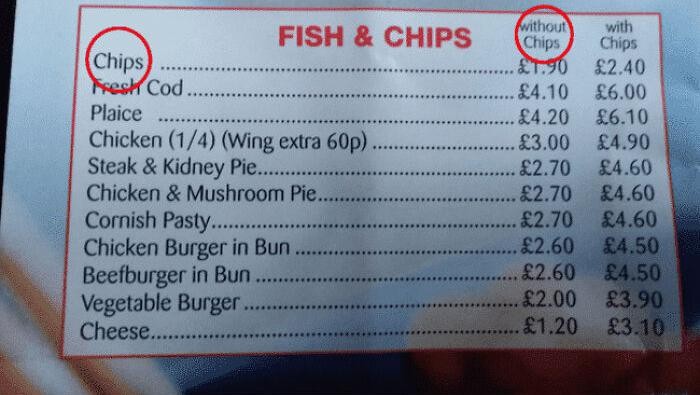 FISH & CHIPS without Chips with Chips
Chips £1.90 £2.40
Fresh Cod £4.10 £6.00
Plaice £4.20 £6.10
Chicken (1/4) (Wing extra 60p) £3.00 £4.90
Steak & Kidney Pie £2.70 £4.60
Chicken & Mushroom Pie £2.70 £4.60
Cornish Pasty £2.70 £4.60
Chicken Burger in Bun £2.60 £4.50
Beefburger in Bun £2.60 £4.50
Vegetable Burger £2.00 £3.90
Cheese £1.20 £3.10